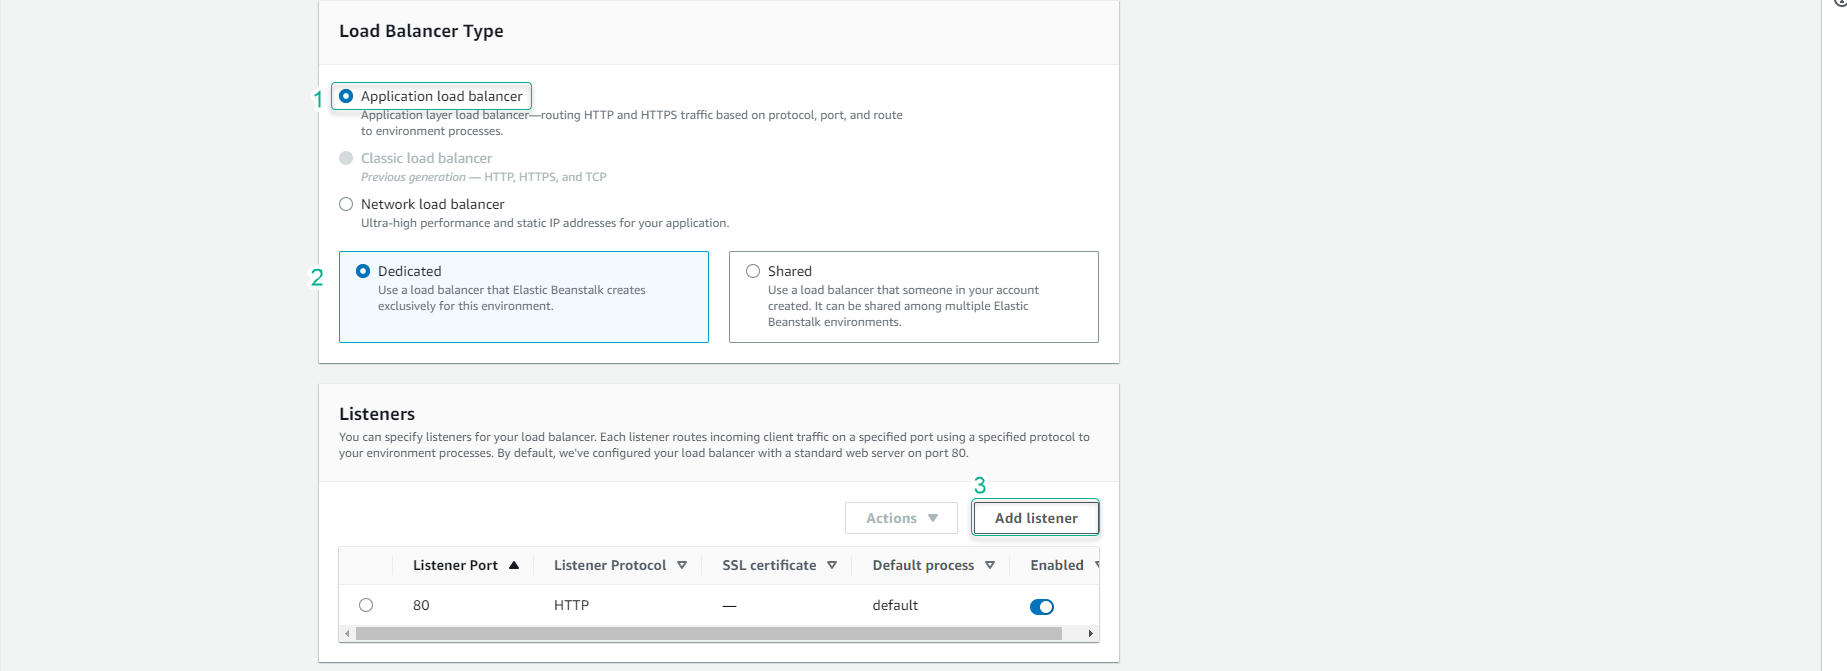 Load Balancer Type
1
Application load balancer
Application layer load balancer—routing HTTP and HTTPS traffic based on protocol, port, and route
to environment processes.
Classic load balancer
Previous generation — HTTP, HTTPS, and TCP
Network load balancer
Ultra-high performance and static IP addresses for your application.
2
Dedicated
Use a load balancer that Elastic Beanstalk creates
exclusively for this environment.
Shared
Use a load balancer that someone in your account
created. It can be shared among multiple Elastic
Beanstalk environments.
Listeners
You can specify listeners for your load balancer. Each listener routes incoming client traffic on a specified port using a specified protocol to
your environment processes. By default, we've configured your load balancer with a standard web server on port 80.
3
Actions Add listener
Listener Port Listener Protocol SSL certificate Default process Enabled
80 HTTP — default